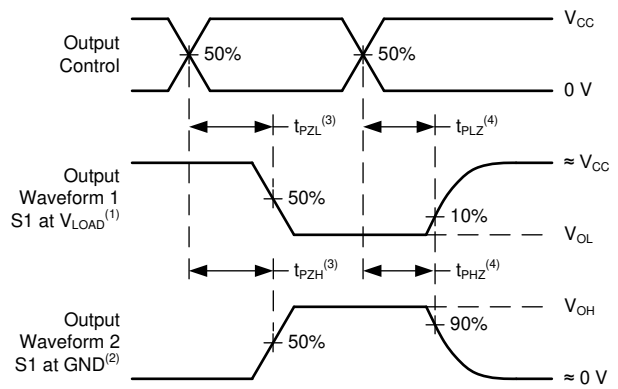 V_CC
Output
Control
50%
50%
0 V
t_PZL^(3)
t_PLZ^(4)
Output
Waveform 1
S1 at V_LOAD^(1)
≈ V_CC
50%
10%
V_OL
t_PZH^(3)
t_PHZ^(4)
Output
Waveform 2
S1 at GND^(2)
V_OH
90%
50%
≈ 0 V